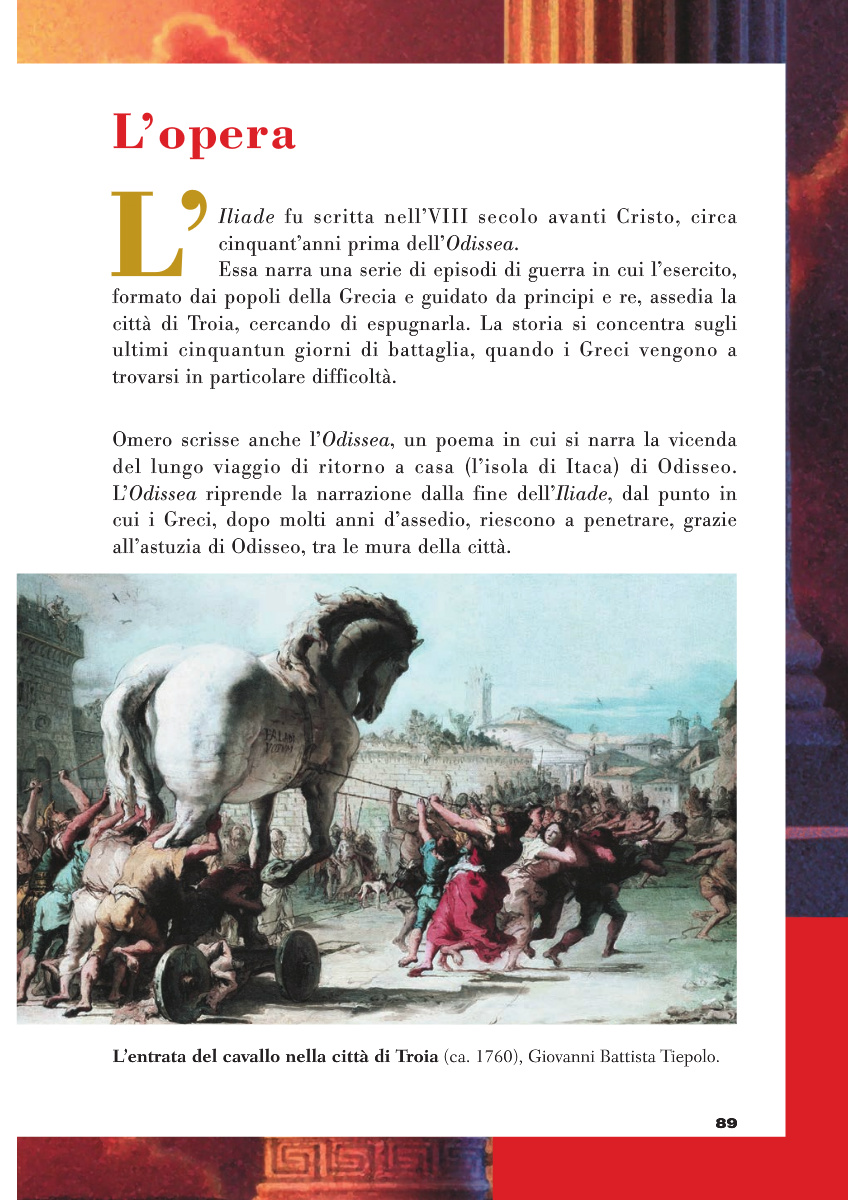 L’opera
L’Iliade fu scritta nell’VIII secolo avanti Cristo, circa
cinquant’anni prima dell’Odissea.
Essa narra una serie di episodi di guerra in cui l’esercito,
formato dai popoli della Grecia e guidato da principi e re, assedia la
città di Troia, cercando di espugnarla. La storia si concentra sugli
ultimi cinquantun giorni di battaglia, quando i Greci vengono a
trovarsi in particolare difficoltà.
Omero scrisse anche l’Odissea, un poema in cui si narra la vicenda
del lungo viaggio di ritorno a casa (l’isola di Itaca) di Odisseo.
L’Odissea riprende la narrazione dalla fine dell’Iliade, dal punto in
cui i Greci, dopo molti anni d’assedio, riescono a penetrare, grazie
all’astuzia di Odisseo, tra le mura della città.
L’entrata del cavallo nella città di Troia (ca. 1760), Giovanni Battista Tiepolo.
89